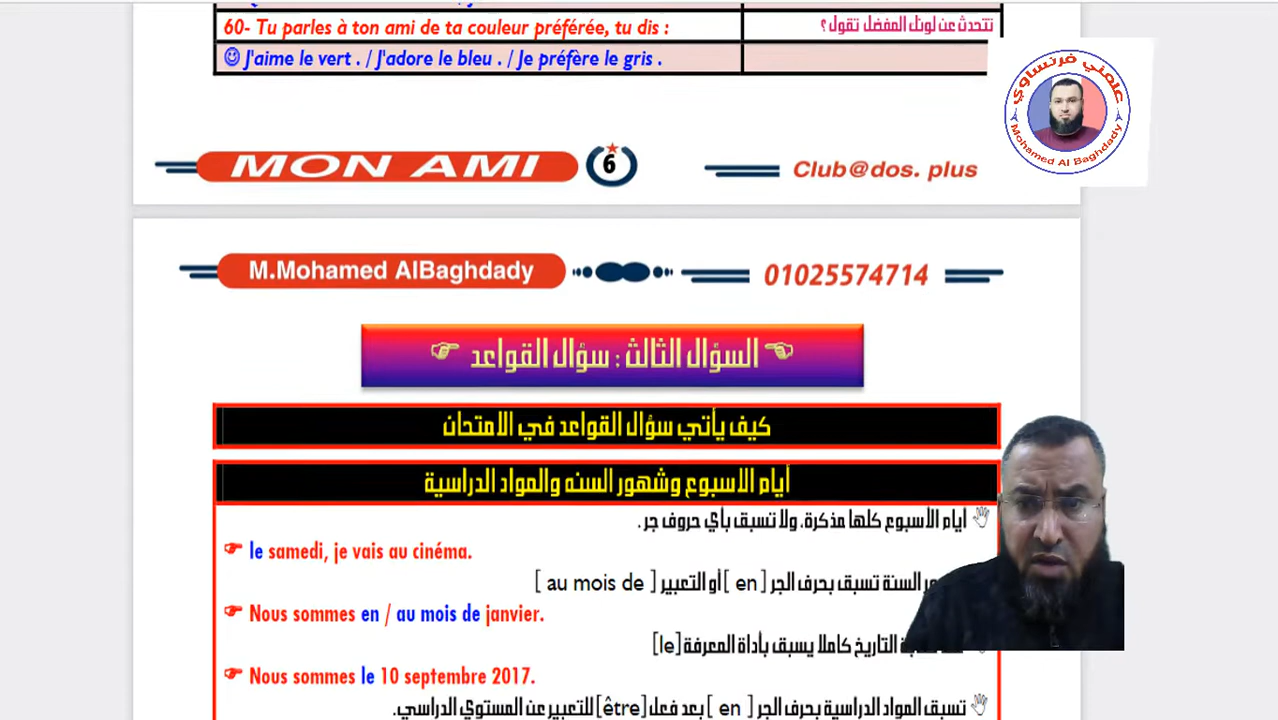 60- Tu parles à ton ami de ta couleur préférée, tu dis :
تتحدث عن لونك المفضل تقول ؟
J'aime le vert . / J'adore le bleu . / Je préfère le gris .
علمني فرنساوي
Mohamed Al Baghdady
MON AMI
6
Club@dos. plus
M.Mohamed AlBaghdady
01025574714
السؤال الثالث : سؤال القواعد
كيف يأتي سؤال القواعد في الامتحان
أيام الاسبوع وشهور السنه والمواد الدراسية
أيام الأسبوع كلها مذكرة، ولا تسبق بأي حروف جر .
le samedi, je vais au cinéma.
السنة تسبق بحرف الجر [ en ] أو التعبير [ au mois de ]
Nous sommes en / au mois de janvier.
التاريخ كاملا يسبق بأداة المعرفة [le]
Nous sommes le 10 septembre 2017.
تسبق المواد الدراسية بحرف الجر [ en ] بعد فعل [être] للتعبير عن المستوي الدراسي.